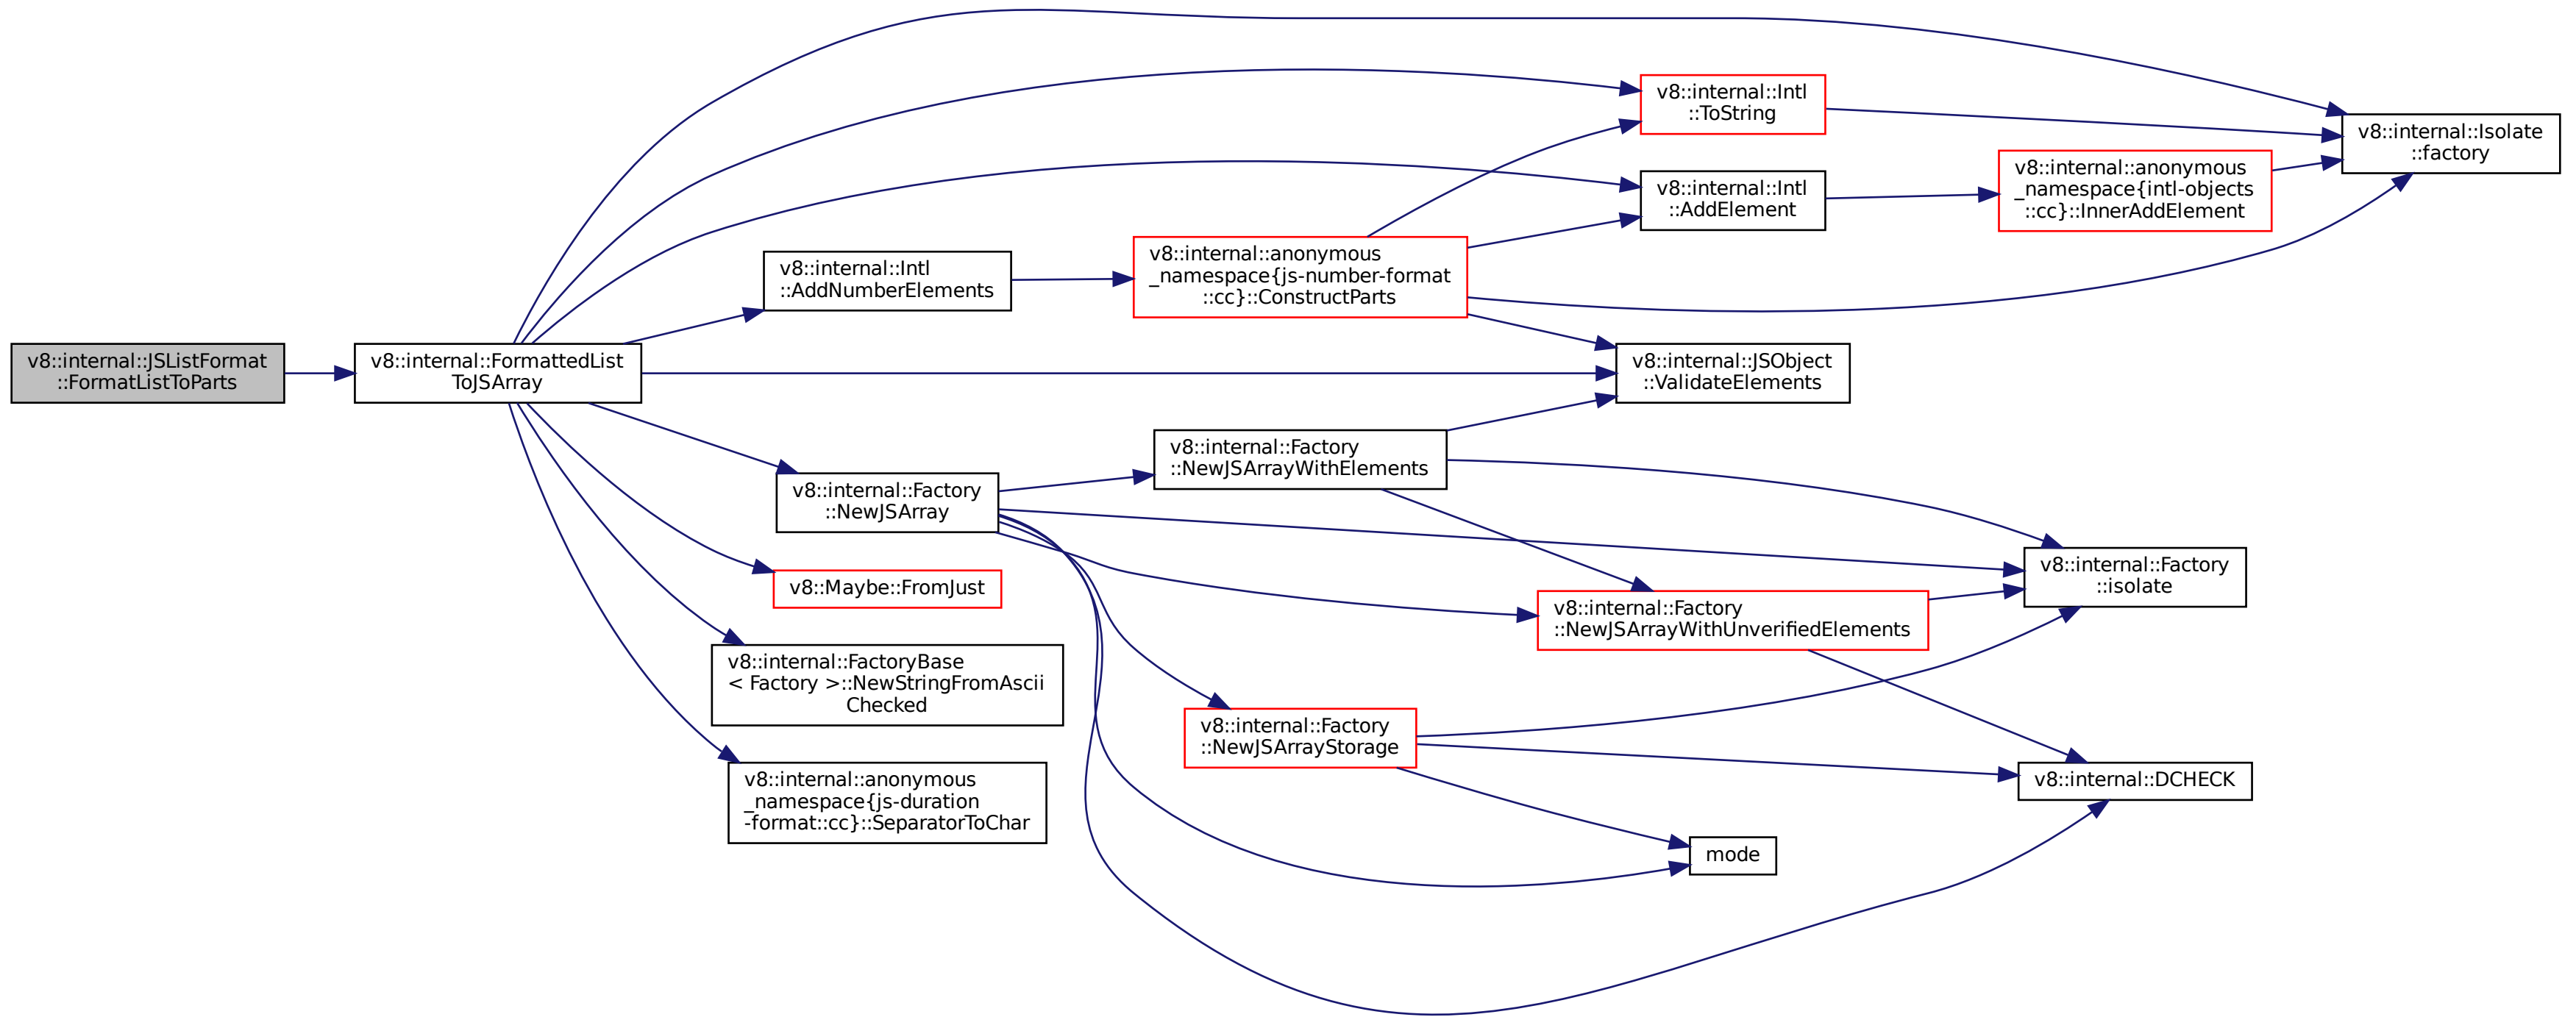 v8::internal::JSListFormat
::FormatListToParts
v8::internal::FormattedList
ToJSArray
v8::internal::Intl
::AddNumberElements
v8::internal::Factory
::NewJSArray
v8::Maybe::FromJust
v8::internal::FactoryBase
< Factory >::NewStringFromAscii
Checked
v8::internal::anonymous
_namespace{js-duration
-format::cc}::SeparatorToChar
v8::internal::anonymous
_namespace{js-number-format
::cc}::ConstructParts
v8::internal::Factory
::NewJSArrayWithElements
v8::internal::Factory
::NewJSArrayStorage
v8::internal::Intl
::ToString
v8::internal::Intl
::AddElement
v8::internal::JSObject
::ValidateElements
v8::internal::Factory
::NewJSArrayWithUnverifiedElements
mode
v8::internal::anonymous
_namespace{intl-objects
::cc}::InnerAddElement
v8::internal::Factory
::isolate
v8::internal::DCHECK
v8::internal::Isolate
::factory